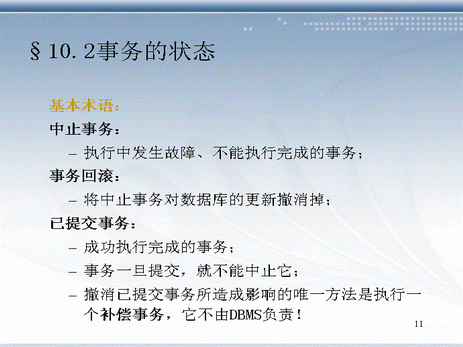 §10.2事务的状态
基本术语：
中止事务：
– 执行中发生故障、不能执行完成的事务；
事务回滚：
– 将中止事务对数据库的更新撤消掉；
已提交事务：
– 成功执行完成的事务；
– 事务一旦提交，就不能中止它；
– 撤消已提交事务所造成影响的唯一方法是执行一
个补偿事务，它不由DBMS负责！
11